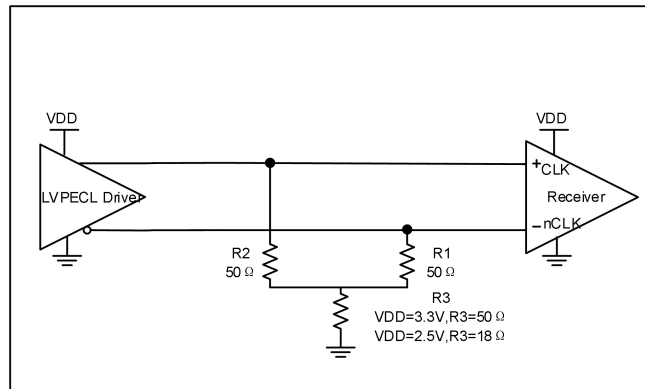 VDD
VDD
LVPECL Driver
+CLK
Receiver
-nCLK
R2
50 Ω
R1
50 Ω
R3
VDD=3.3V,R3=50 Ω
VDD=2.5V,R3=18 Ω